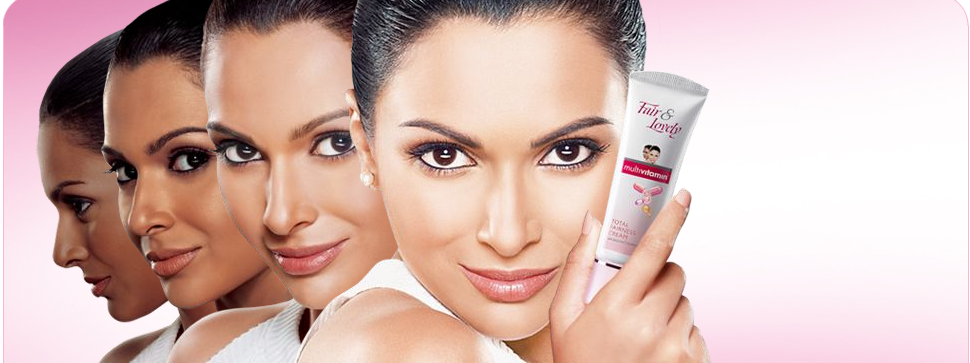 Fair &
Lovely
multivitamin
TOTAL
FAIRNESS
CREAM